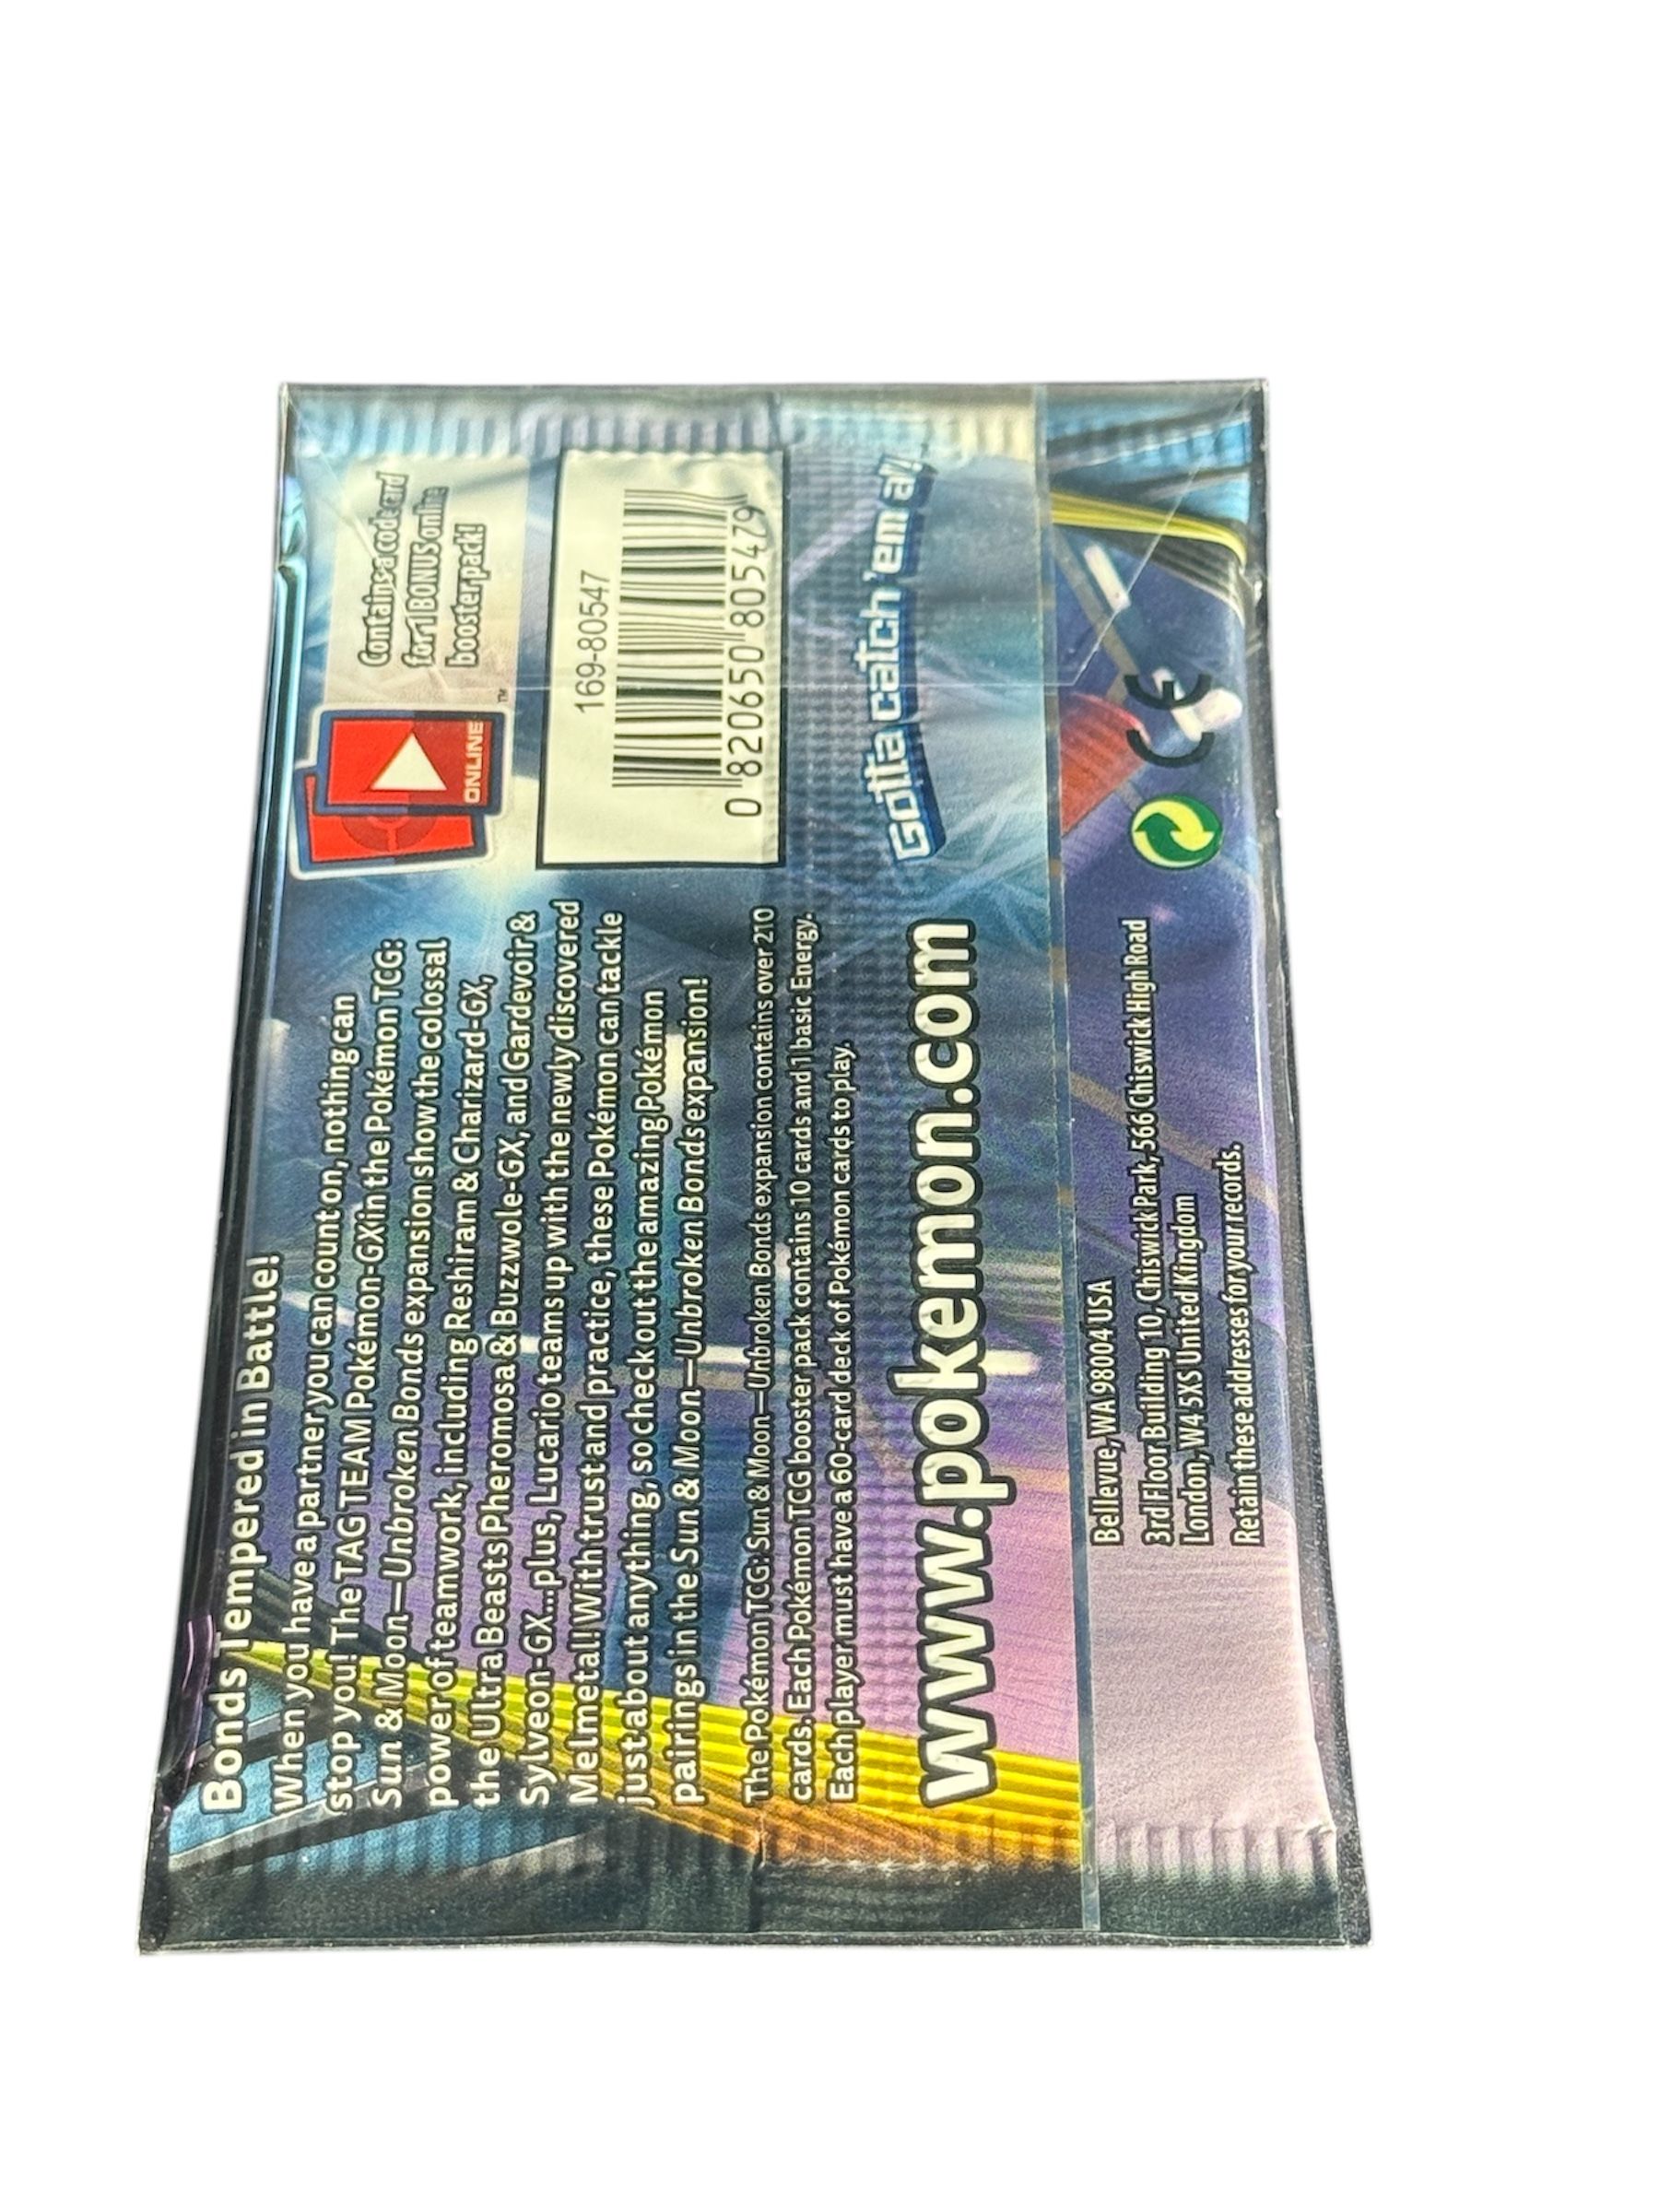 Bonds Tempered in Battle!
When you have a partner you can count on, nothing can
stop you! The TAG TEAM Pokémon-GX in the Pokémon TCG:
Sun & Moon—Unbroken Bonds expansion show the colossal
power of teamwork, including Reshiram & Charizard-GX,
the Ultra Beasts Pheromosa & Buzzwole-GX, and Gardevoir &
Sylveon-GX...plus, Lucario teams up with the newly discovered
Melmetal! With trust and practice, these Pokémon can tackle
just about anything, so check out the amazing Pokémon
pairings in the Sun & Moon—Unbroken Bonds expansion!
The Pokémon TCG: Sun & Moon—Unbroken Bonds expansion contains over 210
cards. Each Pokémon TCG booster pack contains 10 cards and 1 basic Energy.
Each player must have a 60-card deck of Pokémon cards to play.
www.pokemon.com
Bellevue, WA 98004 USA
3rd Floor Building 10, Chiswick Park, 566 Chiswick High Road
London, W4 5XS United Kingdom
Retain these addresses for your records.
ONLINE™
Contains a code card
for 1 BONUS online
booster pack!
169-80547
0 820650 805479
Gotta catch 'em all!
CE